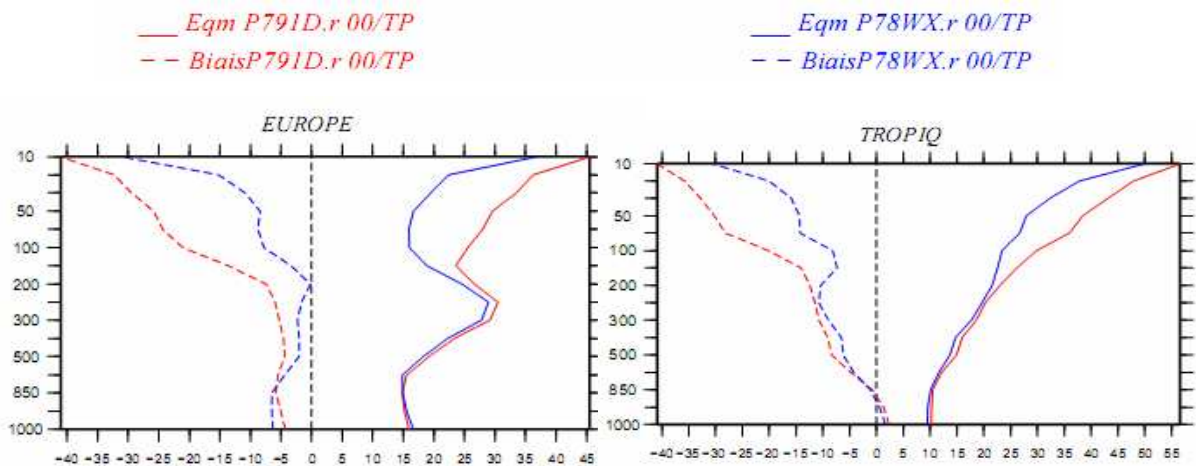 Eqm P791D.r 00/TP
BiaisP791D.r 00/TP
Eqm P78WX.r 00/TP
BiaisP78WX.r 00/TP
EUROPE
10
50
100
200
300
500
850
1000
-40 -35 -30 -25 -20 -15 -10 -5 0 5 10 15 20 25 30 35 40 45
TROPIQ
10
50
100
200
300
500
850
1000
-40 -35 -30 -25 -20 -15 -10 -5 0 5 10 15 20 25 30 35 40 45 50 55